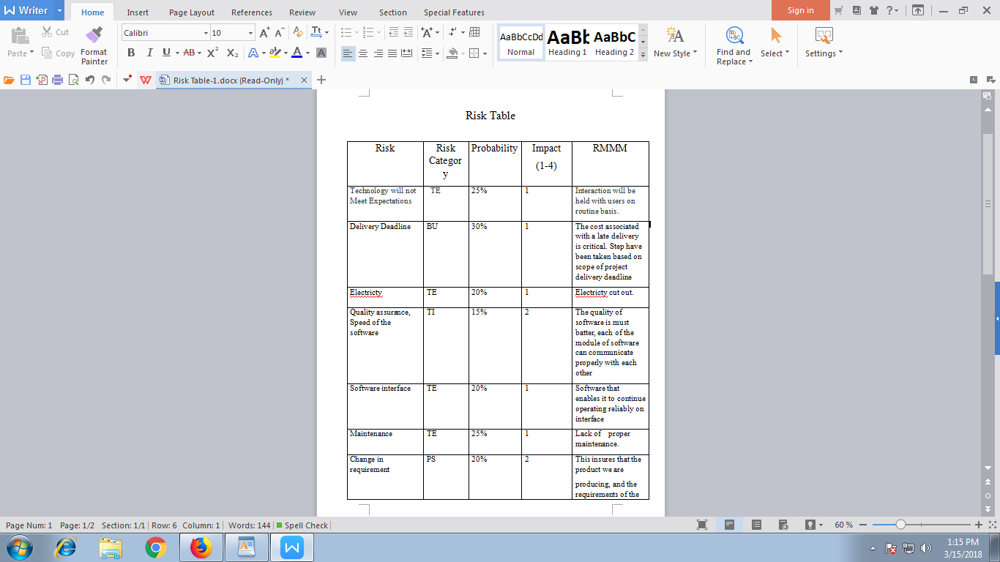 Writer
Home
Insert
Page Layout
References
Review
View
Section
Special Features
Sign in
Paste
Cut
Copy
Format
Painter
Calibri
10
AaBbCcDd
Normal
AaBb
Heading 1
AaBbC
Heading 2
New Style
Find and
Replace
Select
Settings
Risk Table-1.docx (Read-Only) *
Risk Table
Risk
Risk
Categor
y
Probability
Impact
(1-4)
RMMM
Technology will not
Meet Expectations
TE
25%
1
Interaction will be
held with users on
routine basis.
Delivery Deadline
BU
30%
1
The cost associated
with a late delivery
is critical. Step have
been taken based on
scope of project
delivery deadline
Electricty
TE
20%
1
Electricty cut out.
Quality assurance,
Speed of the
software
TI
15%
2
The quality of
software is must
batter, each of the
module of software
can communicate
properly with each
other
Software interface
TE
20%
1
Software that
enables it to continue
operating reliably on
interface
Maintenance
TE
25%
1
Lack of proper
maintenance.
Change in
requirement
PS
20%
2
This insures that the
product we are
producing, and the
requirements of the
Page Num: 1 Page: 1/2 Section: 1/1 Row: 6 Column: 1 Words: 144 Spell Check
60 %
1:15 PM
3/15/2018